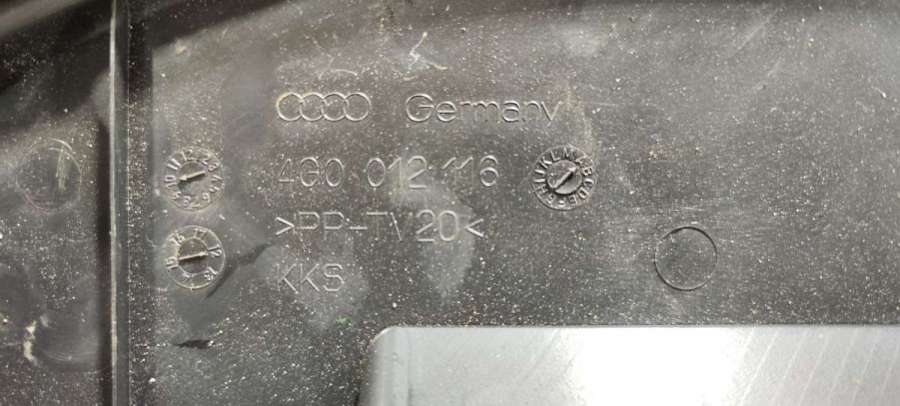 Germany
4G0 012 116
>PP-TV20<
KKS